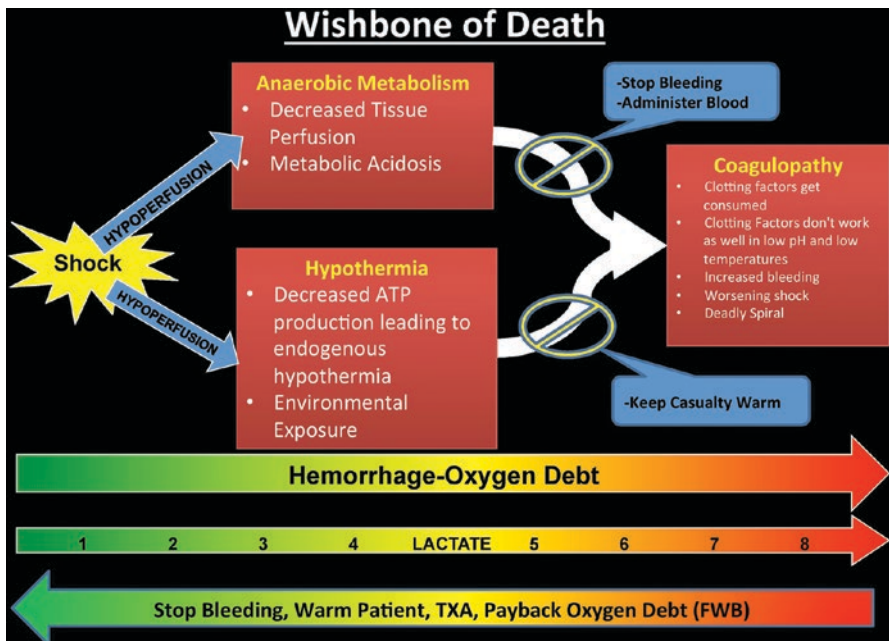 Wishbone of Death
Anaerobic Metabolism
• Decreased Tissue
Perfusion
• Metabolic Acidosis
-Stop Bleeding
-Administer Blood
HYPOPERFUSION
Shock
HYPOPERFUSION
Hypothermia
• Decreased ATP
production leading to
endogenous
hypothermia
• Environmental
Exposure
Coagulopathy
• Clotting factors get
consumed
• Clotting Factors don't work
as well in low pH and low
temperatures
• Increased bleeding
• Worsening shock
• Deadly Spiral
-Keep Casualty Warm
Hemorrhage-Oxygen Debt
1 2 3 4 LACTATE 5 6 7 8
Stop Bleeding, Warm Patient, TXA, Payback Oxygen Debt (FWB)